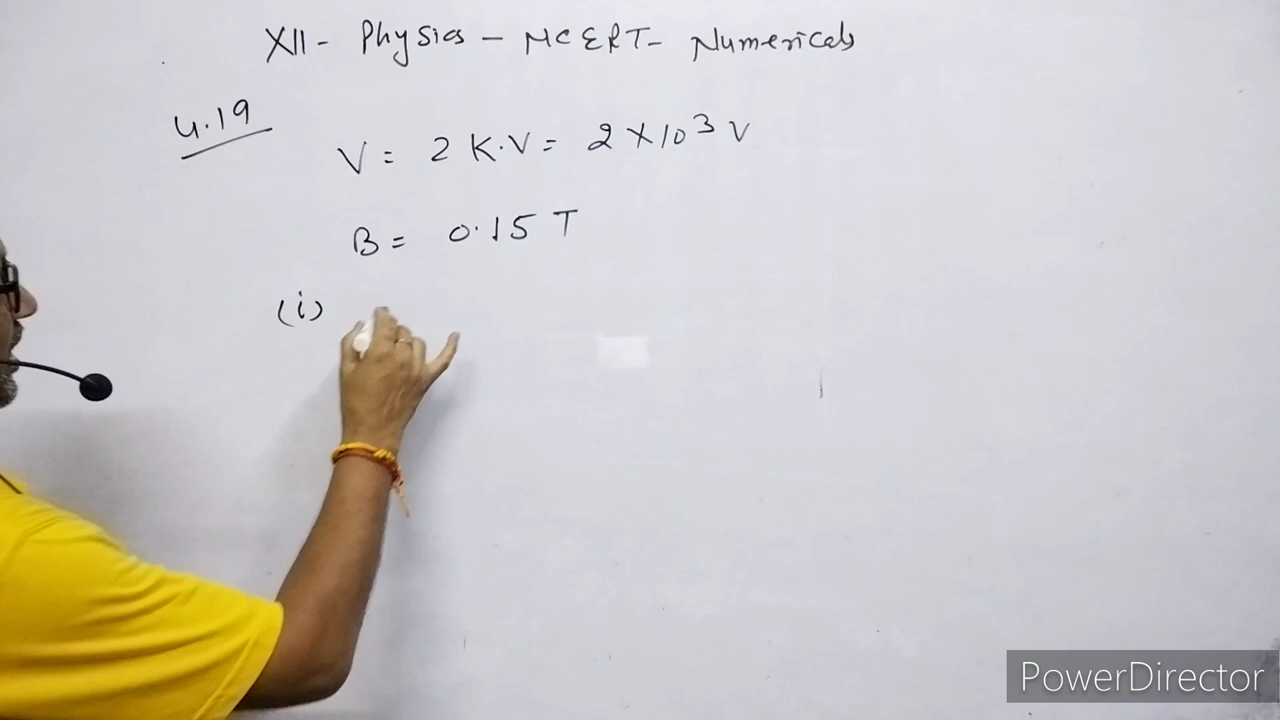 XII - Physics - NCERT - Numericals
4.19
V = 2 K.V = 2 X 10³ V
B = 0.15 T
(i)
PowerDirector